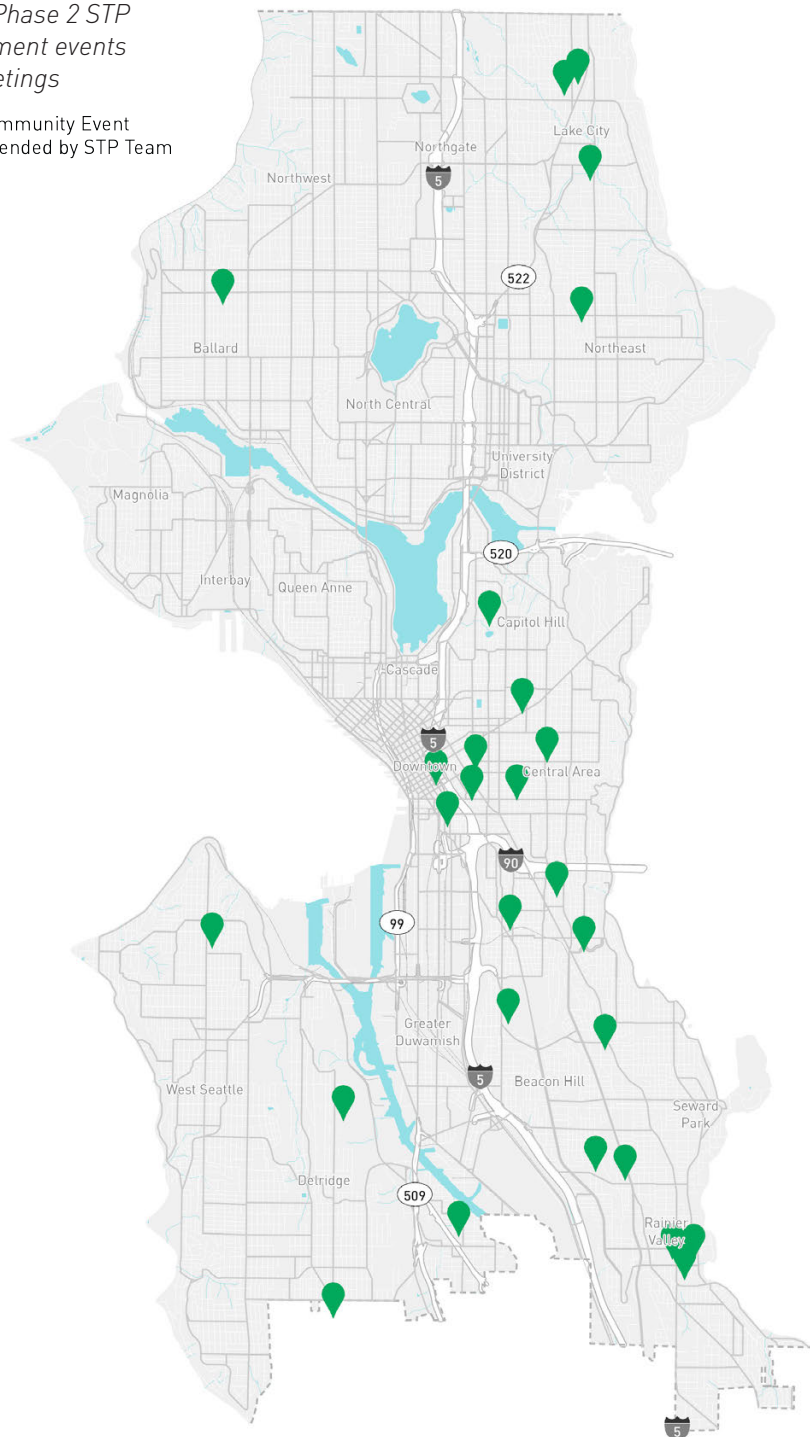 Phase 2 STP
ment events
etings
mmunity Event
ended by STP Team
Lake City
Northgate
Northwest
5
522
Ballard
Northeast
North Central
University
District
Magnolia
520
Interbay
Queen Anne
Capitol Hill
Cascade
5
Downtown
Central Area
90
99
Greater
Duwamish
5
Beacon Hill
West Seattle
Seward
Park
Delridge
509
Rainier
Valley
5